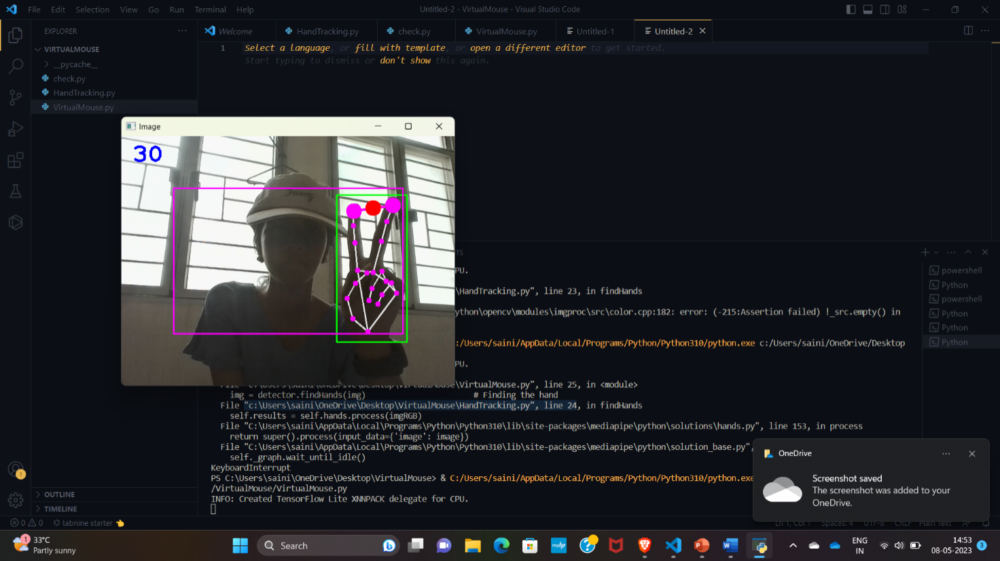 File Edit Selection View Go Run Terminal Help
Untitled-2 - VirtualMouse - Visual Studio Code
EXPLORER
Welcome HandTracking.py check.py VirtualMouse.py Untitled-1 Untitled-2
VIRTUALMOUSE
__pycache__
check.py
HandTracking.py
VirtualMouse.py
1 Select a language, or fill with template, or open a different editor to get started.
Start typing to dismiss or don't show this again.
Image
30
Fancy
TS
PU.
\HandTracking.py", line 23, in findHands
ython\opencv\modules\imgproc\src\color.cpp:182: error: (-215:Assertion failed) !_src.empty() in
:/Users/saini/AppData/Local/Programs/Python/Python310/python.exe c:/Users/saini/OneDrive/Desktop
PU.
File "c:\Users\saini\OneDrive\Desktop\VirtualMouse\VirtualMouse.py", line 25, in <module>
img = detector.findHands(img) # Finding the hand
File "c:\Users\saini\OneDrive\Desktop\VirtualMouse\HandTracking.py", line 24, in findHands
self.results = self.hands.process(imgRGB)
File "C:\Users\saini\AppData\Local\Programs\Python\Python310\lib\site-packages\mediapipe\python\solutions\hands.py", line 153, in process
return super().process(input_data={'image': image})
File "C:\Users\saini\AppData\Local\Programs\Python\Python310\lib\site-packages\mediapipe\python\solution_base.py",
self._graph.wait_until_idle()
KeyboardInterrupt
PS C:\Users\saini\OneDrive\Desktop\VirtualMouse> & C:/Users/saini/AppData/Local/Programs/Python/Python310/python.exe
/VirtualMouse/VirtualMouse.py
INFO: Created TensorFlow Lite XNNPACK delegate for CPU.
powershell
Python
powershell
Python
Python
Python
OneDrive
Screenshot saved
The screenshot was added to your
OneDrive.
OUTLINE
TIMELINE
1
0 0 tabnine starter
Ln 1, Col 1 Spaces: 4 UTF-8 CRLF Plain Text
1
33°C
Partly sunny
Search
myhp
ENG
IN
14:53
08-05-2023
3